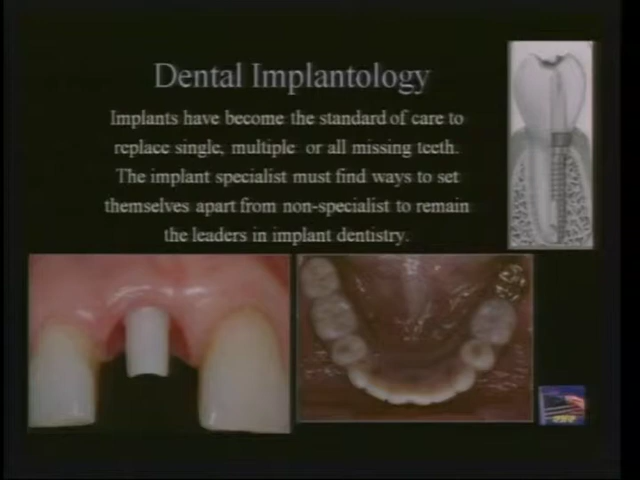 Dental Implantology
Implants have become the standard of care to
replace single, multiple or all missing teeth.
The implant specialist must find ways to set
themselves apart from non-specialist to remain
the leaders in implant dentistry.